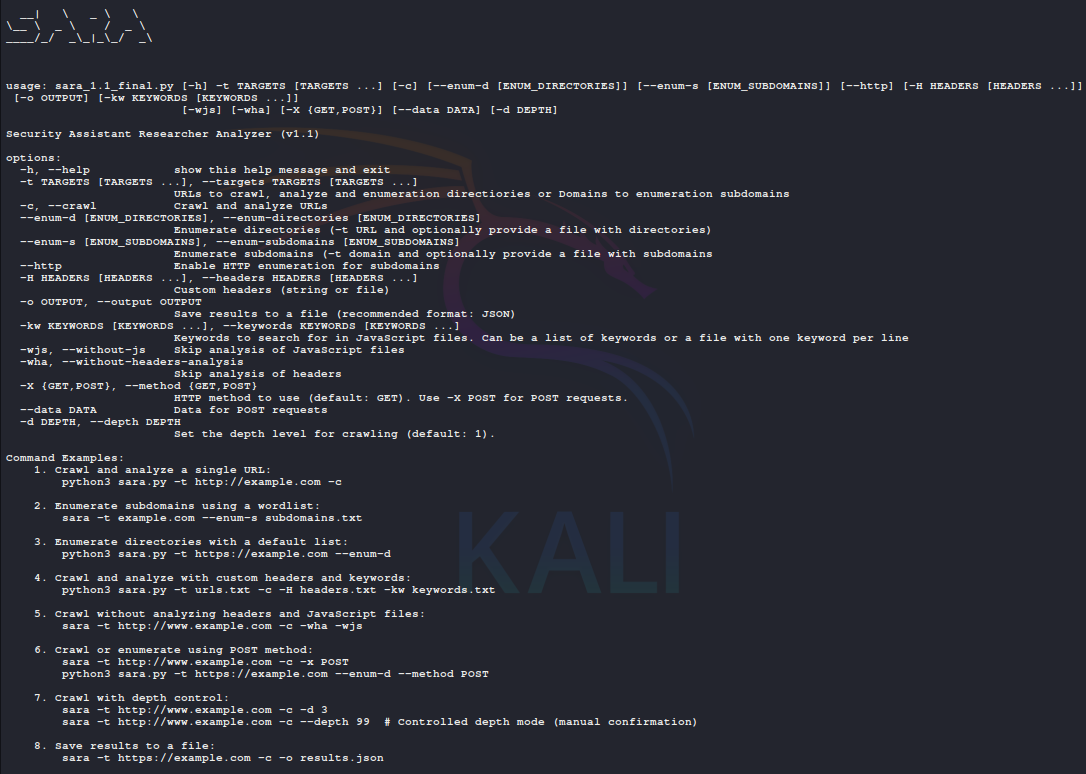 SARA
usage: sara_1.1_final.py [-h] -t TARGETS [TARGETS ...] [-c] [--enum-d [ENUM_DIRECTORIES]] [--enum-s [ENUM_SUBDOMAINS]] [--http] [-H HEADERS [HEADERS ...]]
[-o OUTPUT] [-kw KEYWORDS [KEYWORDS ...]]
[-wjs] [-wha] [-X {GET,POST}] [--data DATA] [-d DEPTH]
Security Assistant Researcher Analyzer (v1.1)
options:
-h, --help show this help message and exit
-t TARGETS [TARGETS ...], --targets TARGETS [TARGETS ...]
URLs to crawl, analyze and enumeration directiories or Domains to enumeration subdomains
-c, --crawl Crawl and analyze URLs
--enum-d [ENUM_DIRECTORIES], --enum-directories [ENUM_DIRECTORIES]
Enumerate directories (-t URL and optionally provide a file with directories)
--enum-s [ENUM_SUBDOMAINS], --enum-subdomains [ENUM_SUBDOMAINS]
Enumerate subdomains (-t domain and optionally provide a file with subdomains
--http Enable HTTP enumeration for subdomains
-H HEADERS [HEADERS ...], --headers HEADERS [HEADERS ...]
Custom headers (string or file)
-o OUTPUT, --output OUTPUT
Save results to a file (recommended format: JSON)
-kw KEYWORDS [KEYWORDS ...], --keywords KEYWORDS [KEYWORDS ...]
Keywords to search for in JavaScript files. Can be a list of keywords or a file with one keyword per line
-wjs, --without-js Skip analysis of JavaScript files
-wha, --without-headers-analysis
Skip analysis of headers
-X {GET,POST}, --method {GET,POST}
HTTP method to use (default: GET). Use -X POST for POST requests.
--data DATA Data for POST requests
-d DEPTH, --depth DEPTH
Set the depth level for crawling (default: 1).
Command Examples:
1. Crawl and analyze a single URL:
python3 sara.py -t http://example.com -c
2. Enumerate subdomains using a wordlist:
sara -t example.com --enum-s subdomains.txt
3. Enumerate directories with a default list:
python3 sara.py -t https://example.com --enum-d
4. Crawl and analyze with custom headers and keywords:
python3 sara.py -t urls.txt -c -H headers.txt -kw keywords.txt
5. Crawl without analyzing headers and JavaScript files:
sara -t http://www.example.com -c -wha -wjs
6. Crawl or enumerate using POST method:
sara -t http://www.example.com -c -x POST
python3 sara.py -t https://example.com --enum-d --method POST
7. Crawl with depth control:
sara -t http://www.example.com -c -d 3
sara -t http://www.example.com -c --depth 99 # Controlled depth mode (manual confirmation)
8. Save results to a file:
sara -t https://example.com -c -o results.json
KALI